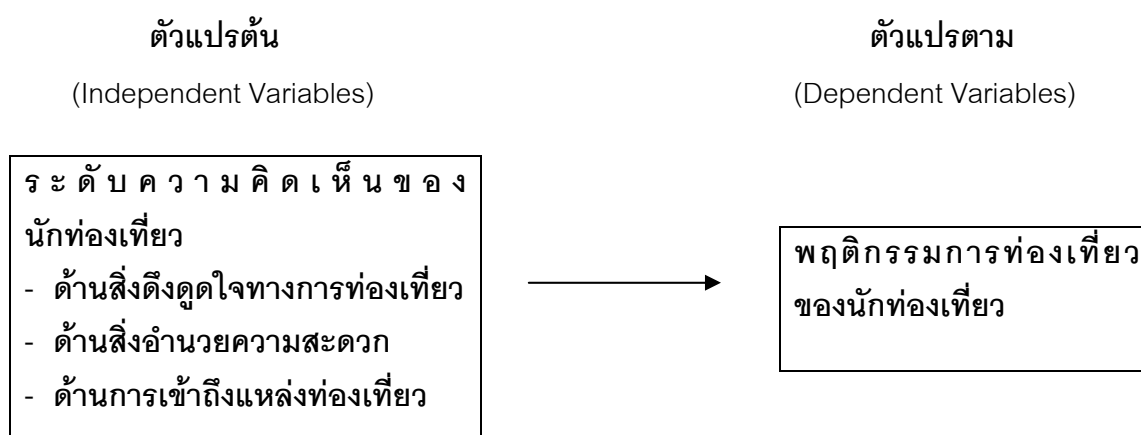 ตัวแปรต้น
(Independent Variables)
ระดับความคิดเห็นของ
นักท่องเที่ยว
- ด้านสิ่งดึงดูดใจทางการท่องเที่ยว
- ด้านสิ่งอำนวยความสะดวก
- ด้านการเข้าถึงแหล่งท่องเที่ยว
ตัวแปรตาม
(Dependent Variables)
พฤติกรรมการท่องเที่ยว
ของนักท่องเที่ยว